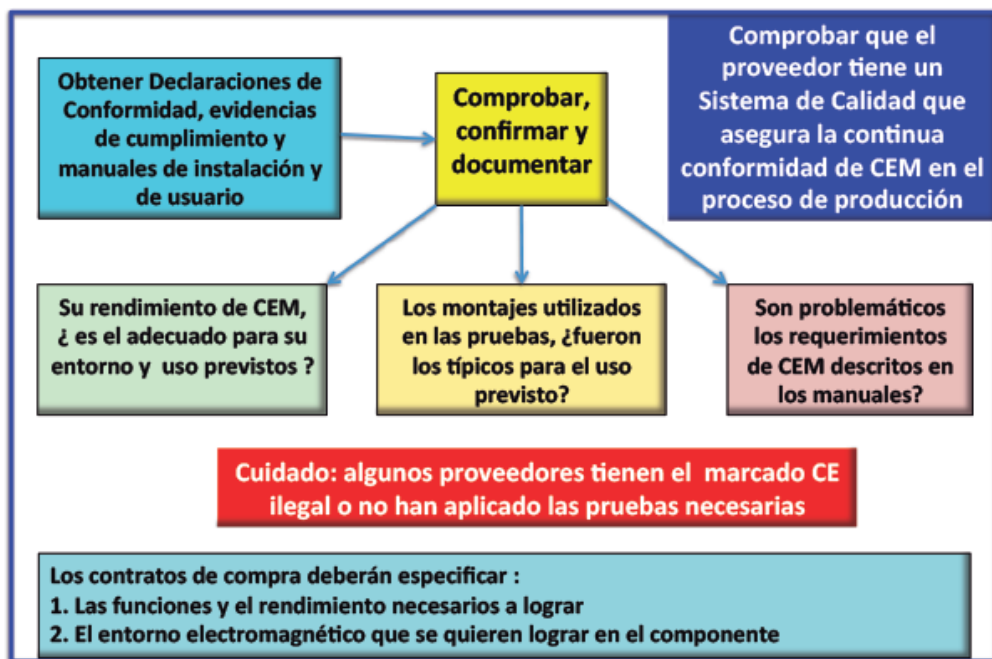 Obtener Declaraciones de
Conformidad, evidencias
de cumplimiento y
manuales de instalación y
de usuario
Comprobar,
confirmar y
documentar
Comprobar que el
proveedor tiene un
Sistema de Calidad que
asegura la continua
conformidad de CEM en el
proceso de producción
Su rendimiento de CEM,
¿ es el adecuado para su
entorno y uso previstos ?
Los montajes utilizados
en las pruebas, ¿fueron
los típicos para el uso
previsto?
Son problemáticos
los requerimientos
de CEM descritos en
los manuales?
Cuidado: algunos proveedores tienen el marcado CE
ilegal o no han aplicado las pruebas necesarias
Los contratos de compra deberán especificar :
1. Las funciones y el rendimiento necesarios a lograr
2. El entorno electromagnético que se quieren lograr en el componente